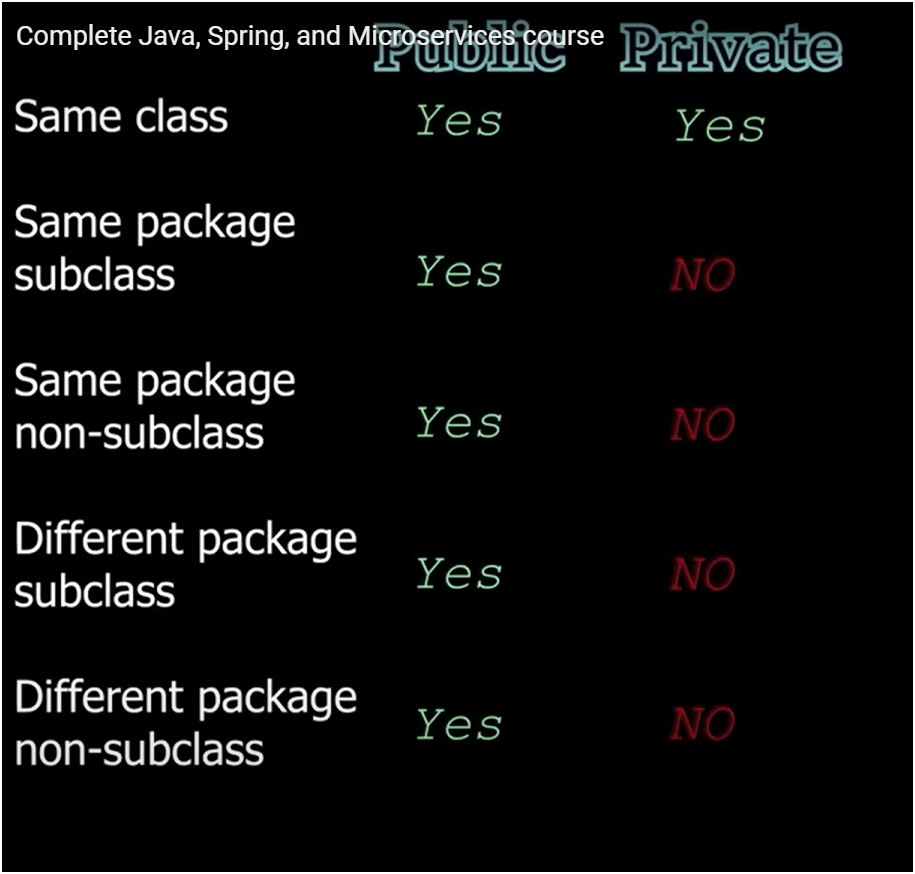 Complete Java, Spring, and Microservices course
Public Private
Same class Yes Yes
Same package
subclass Yes NO
Same package
non-subclass Yes NO
Different package
subclass Yes NO
Different package
non-subclass Yes NO